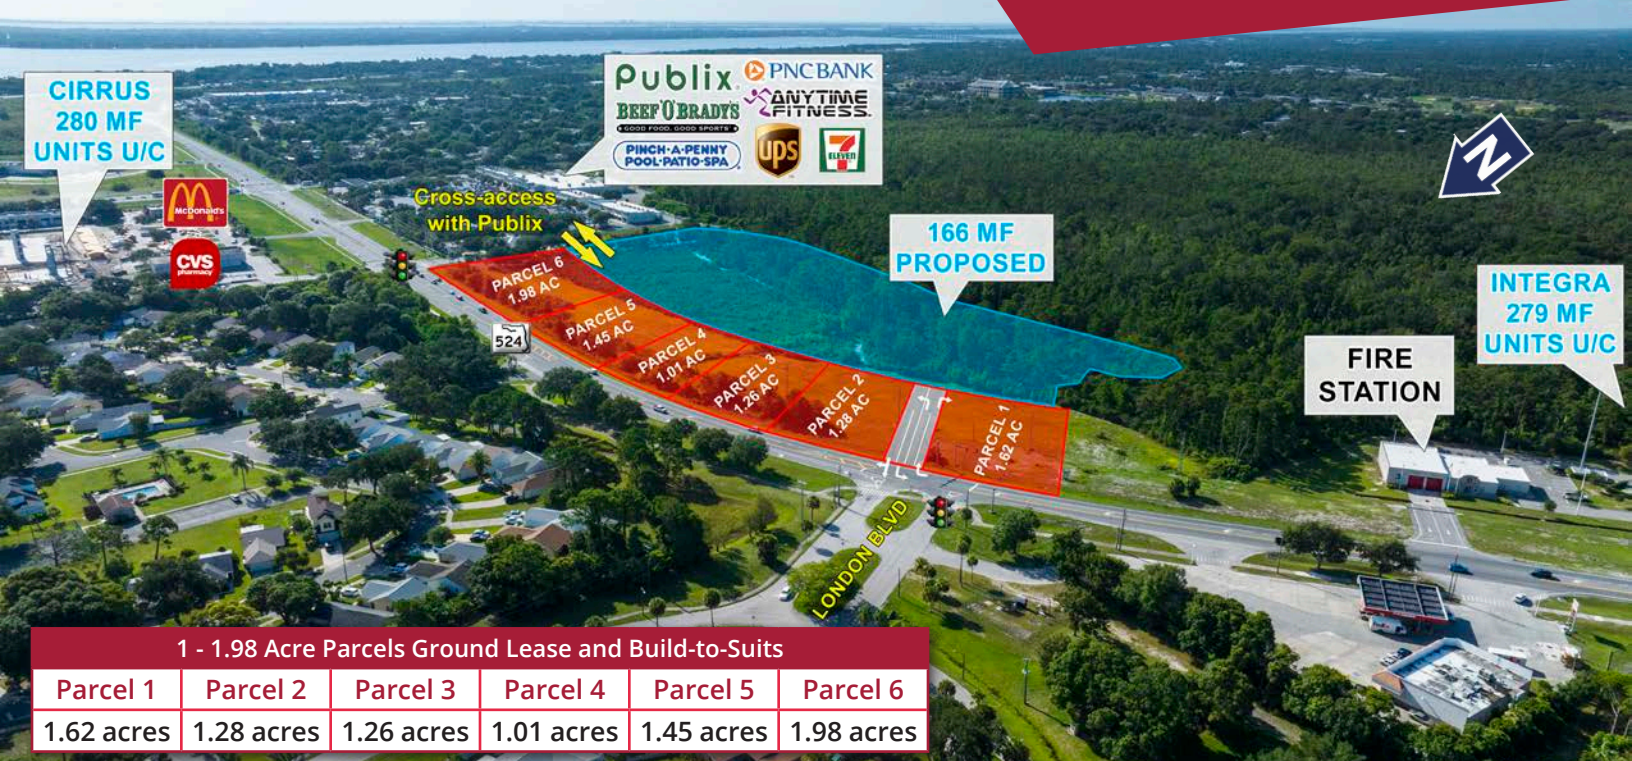 CIRRUS
280 MF
UNITS U/C
McDonald's
CVS
pharmacy
Publix
PNC BANK
BEEF 'O' BRADY'S
GOOD FOOD. GOOD SPORTS
ANYTIME
FITNESS
PINCH·A·PENNY
POOL·PATIO·SPA
ups
7
ELEVEN
Cross-access
with Publix
N
166 MF
PROPOSED
INTEGRA
279 MF
UNITS U/C
FIRE
STATION
524
PARCEL 6
1.98 AC
PARCEL 5
1.45 AC
PARCEL 4
1.01 AC
PARCEL 3
1.26 AC
PARCEL 2
1.28 AC
PARCEL 1
1.62 AC
LONDON BLVD
1 - 1.98 Acre Parcels Ground Lease and Build-to-Suits
Parcel 1 Parcel 2 Parcel 3 Parcel 4 Parcel 5 Parcel 6
1.62 acres 1.28 acres 1.26 acres 1.01 acres 1.45 acres 1.98 acres